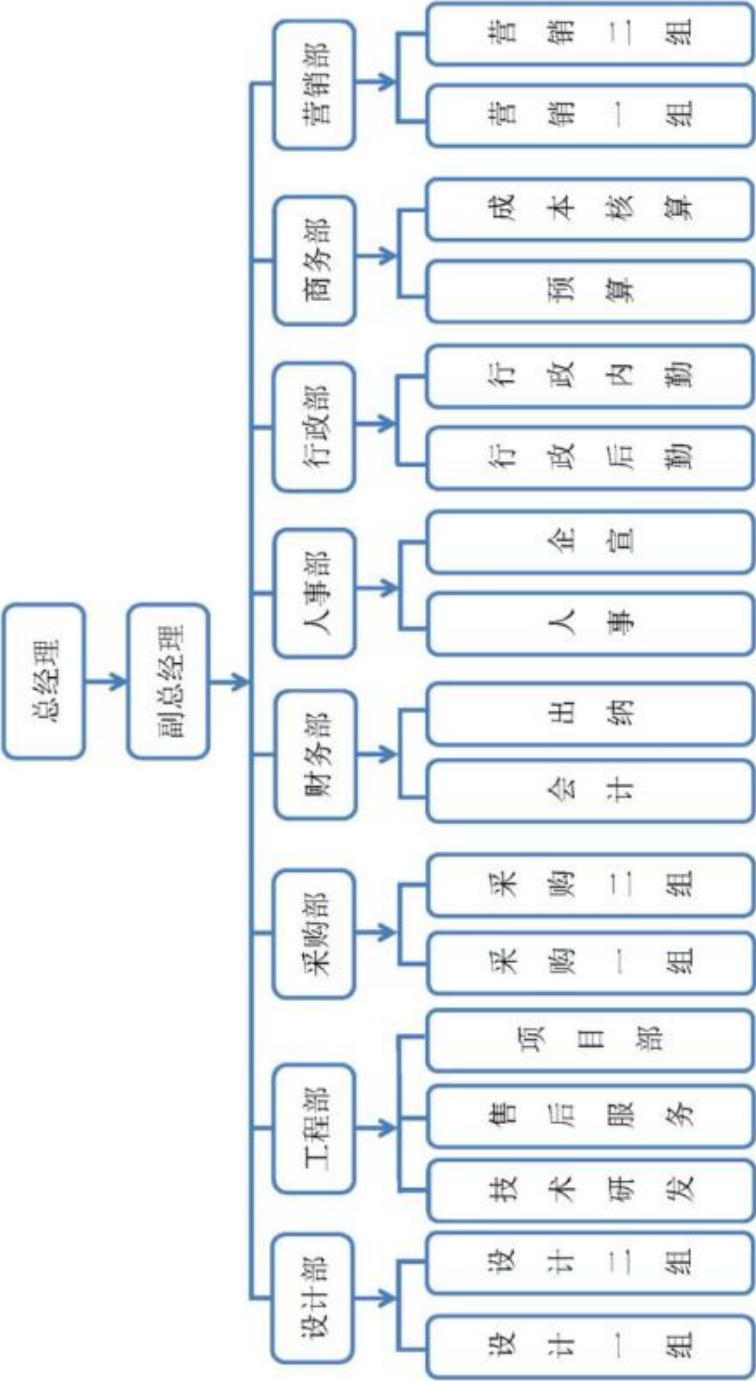 总经理
副总经理
设计部
工程部
采购部
财务部
人事部
行政部
商务部
营销部
设计一组
设计二组
技术研发
售后服务
项目部
采购一组
采购二组
会计
出纳
人事
企宣
行政后勤
行政内勤
预算
成本核算
营销一组
营销二组